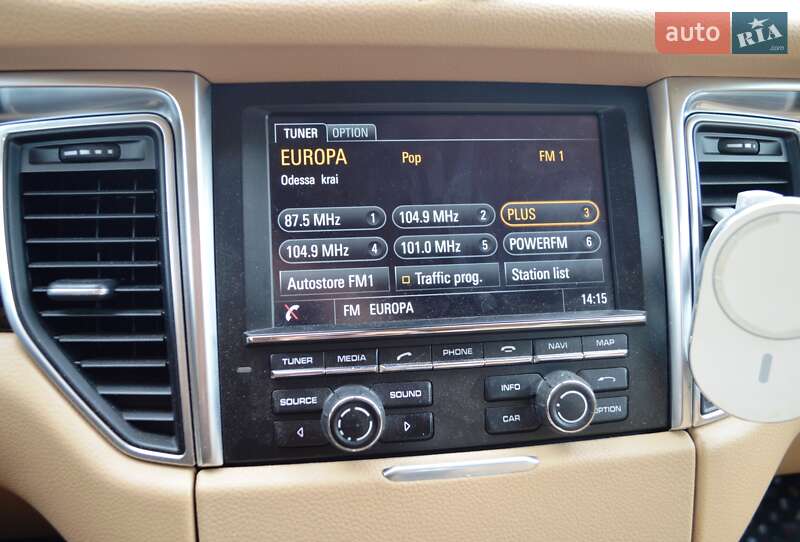 auto RIA.com
TUNER OPTION
EUROPA Pop FM 1
Odessa krai
87.5 MHz 1 104.9 MHz 2 PLUS 3
104.9 MHz 4 101.0 MHz 5 POWERFM 6
Autostore FM1 Traffic prog. Station list
FM EUROPA 14:15
TUNER MEDIA PHONE NAVI MAP
SOURCE SOUND INFO
CAR OPTION